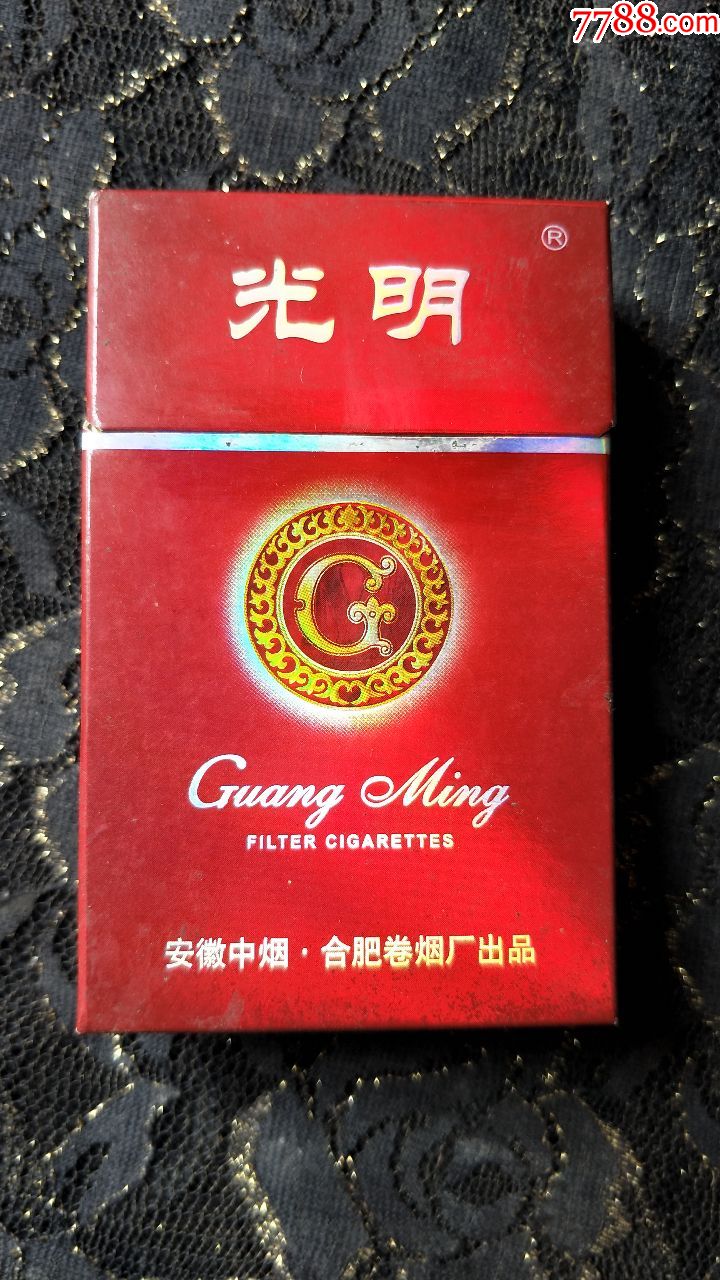 7788.com
光明 ®
G
Guang Ming
FILTER CIGARETTES
安徽中烟·合肥卷烟厂出品